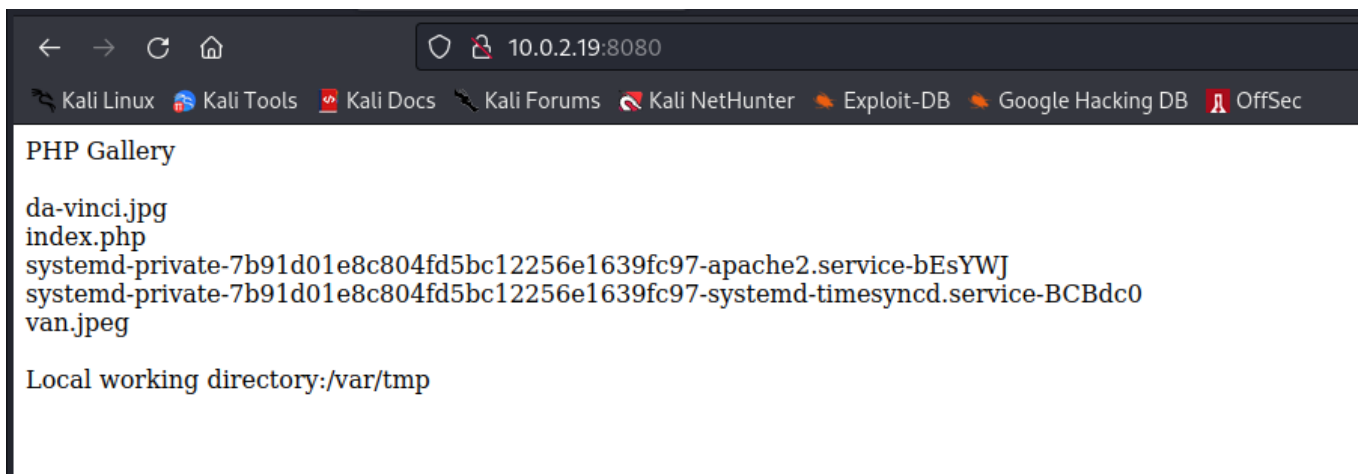 10.0.2.19:8080
Kali Linux Kali Tools Kali Docs Kali Forums Kali NetHunter Exploit-DB Google Hacking DB OffSec
PHP Gallery
da-vinci.jpg
index.php
systemd-private-7b91d01e8c804fd5bc12256e1639fc97-apache2.service-bEsYWJ
systemd-private-7b91d01e8c804fd5bc12256e1639fc97-systemd-timesyncd.service-BCBdc0
van.jpeg
Local working directory:/var/tmp